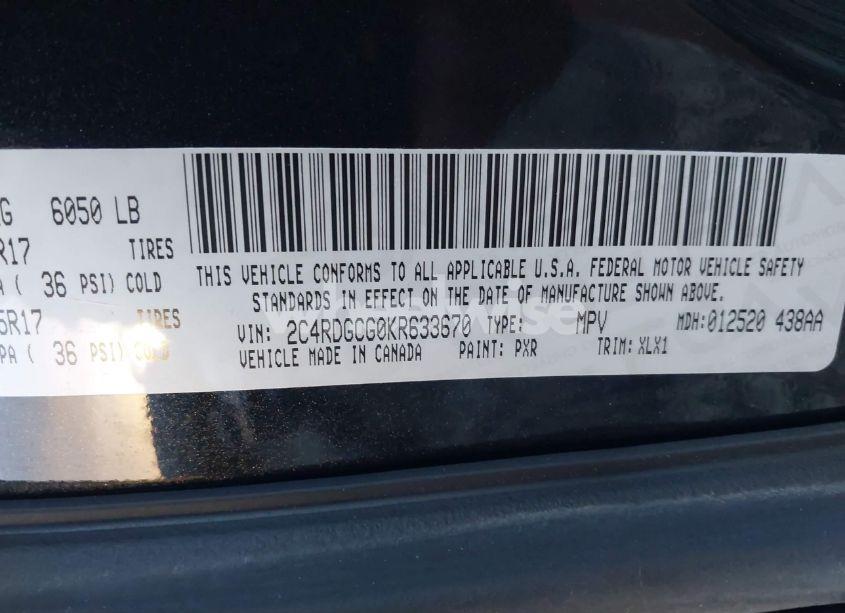 G 6050 LB
R17 TIRES
A ( 36 PSI) COLD
5R17 TIRES
PA ( 36 PSI) COLD
THIS VEHICLE CONFORMS TO ALL APPLICABLE U.S.A. FEDERAL MOTOR VEHICLE SAFETY
STANDARDS IN EFFECT ON THE DATE OF MANUFACTURE SHOWN ABOVE.
VIN: 2C4RDGCG0KR633670 TYPE: MPV MDH:012520 438AA
VEHICLE MADE IN CANADA PAINT: PXR TRIM: XLX1